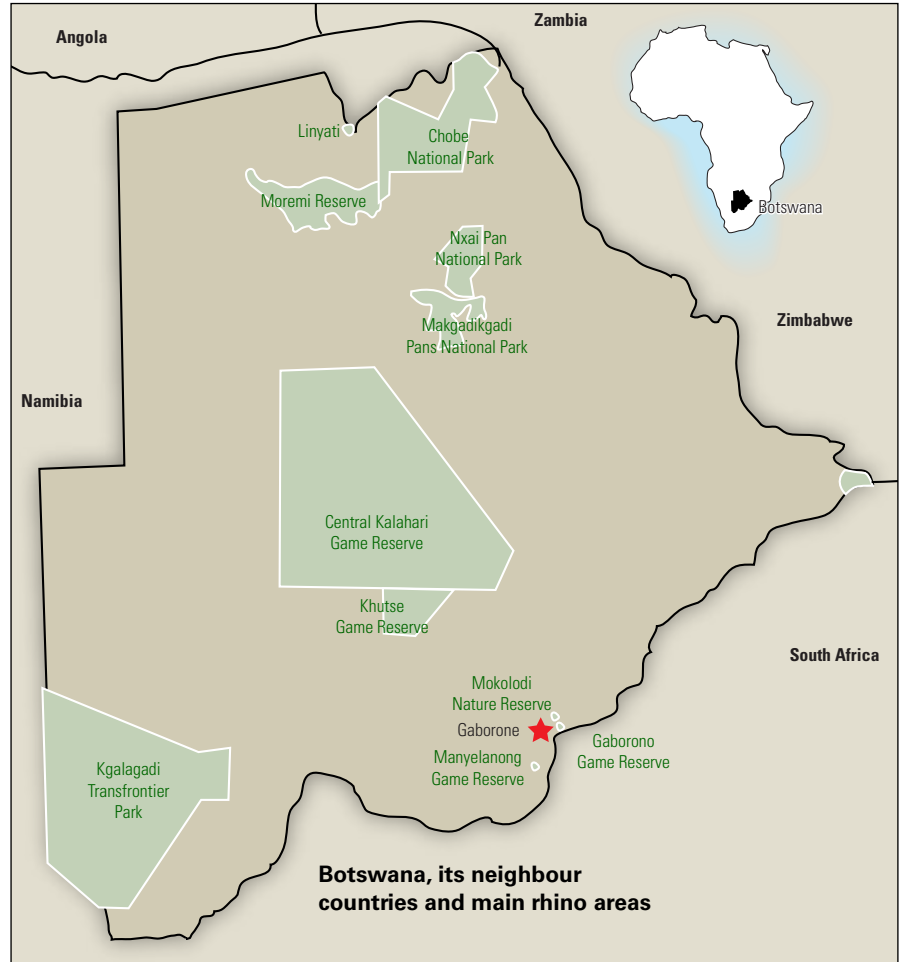 Angola
Zambia
Linyati
Chobe
National Park
Moremi Reserve
Botswana
Nxai Pan
National Park
Zimbabwe
Makgadikgadi
Pans National Park
Namibia
Central Kalahari
Game Reserve
Khutse
Game Reserve
South Africa
Mokolodi
Nature Reserve
Gaborone
Gaborono
Game Reserve
Manyelanong
Game Reserve
Kgalagadi
Transfrontier
Park
Botswana, its neighbour
countries and main rhino areas